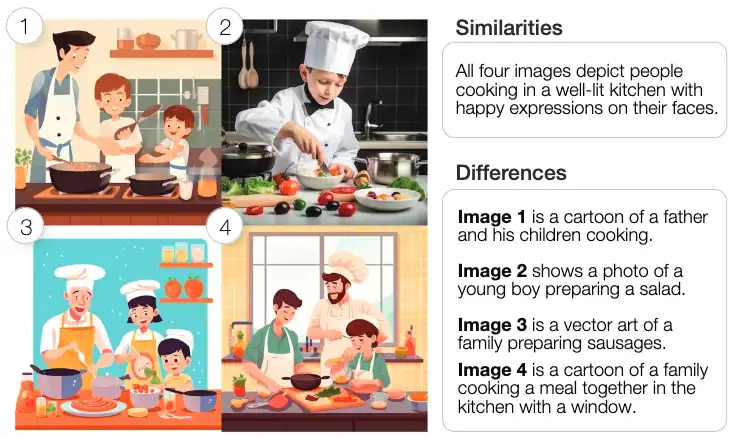 1
2
3
4
Similarities
All four images depict people
cooking in a well-lit kitchen with
happy expressions on their faces.
Differences
Image 1 is a cartoon of a father
and his children cooking.
Image 2 shows a photo of a
young boy preparing a salad.
Image 3 is a vector art of a
family preparing sausages.
Image 4 is a cartoon of a family
cooking a meal together in the
kitchen with a window.